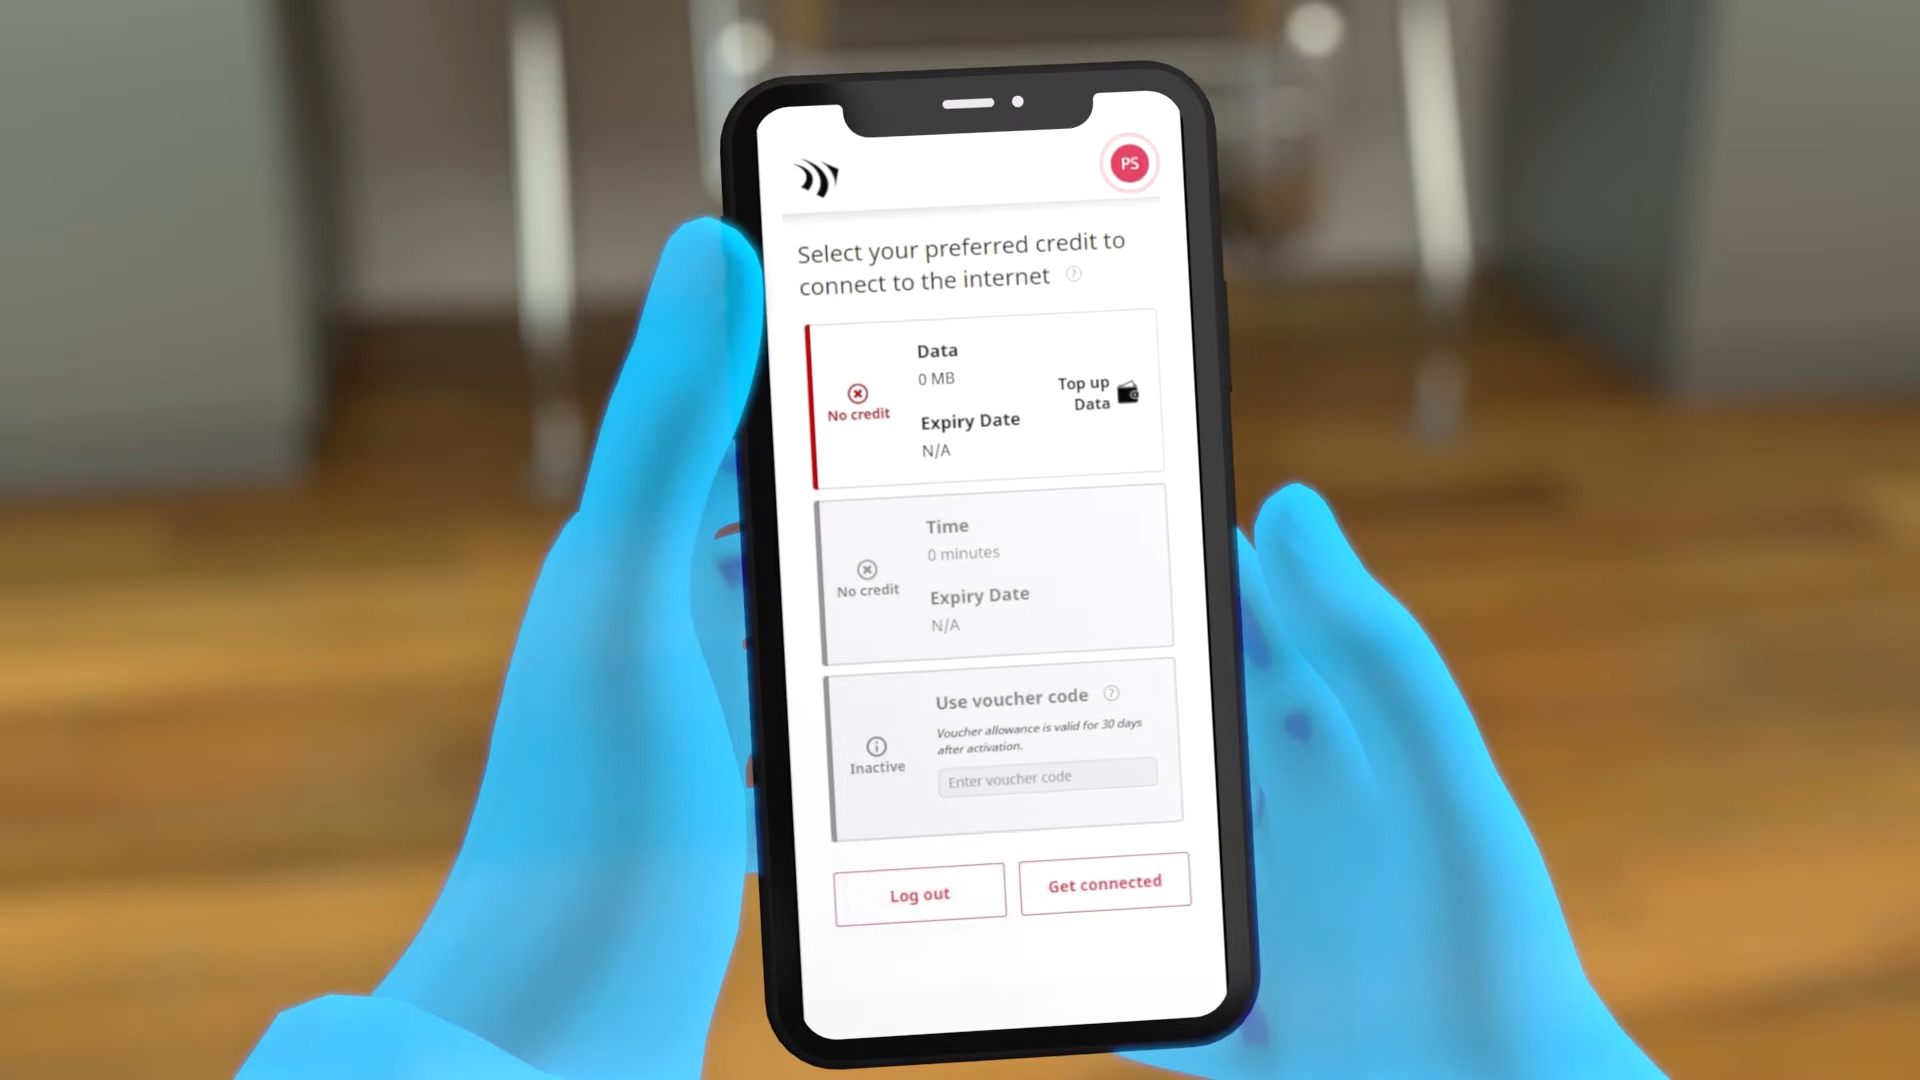 PS
Select your preferred credit to
connect to the internet ?
Data
0 MB
No credit
Expiry Date
N/A
Top up
Data
Time
0 minutes
No credit
Expiry Date
N/A
Use voucher code ?
Voucher allowance is valid for 30 days
after activation.
Inactive
Enter voucher code
Log out
Get connected